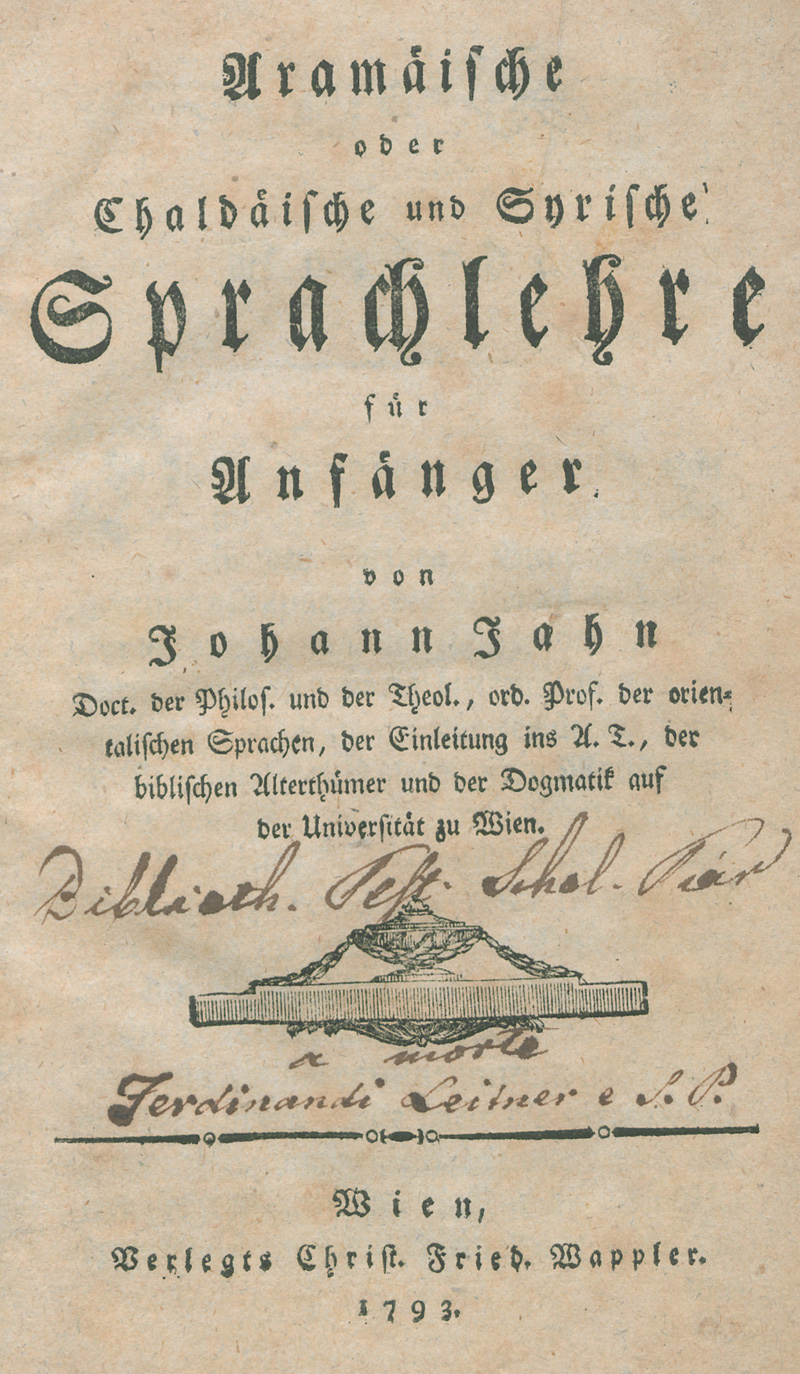 Aramäische
oder
Chaldäische und Syrische
Sprachlehre
für
Anfänger.
von
Johann Jahn
Doct. der Philos. und der Theol., ord. Prof. der orien-
talischen Sprachen, der Einleitung ins A. T., der
biblischen Alterthümer und der Dogmatik auf
der Universität zu Wien.
Biblioth. Pest. Schol. Piar
a morte
Ferdinandi Leitner e S. P.
Wien,
Verlegts Christ. Fried. Wappler.
1793.